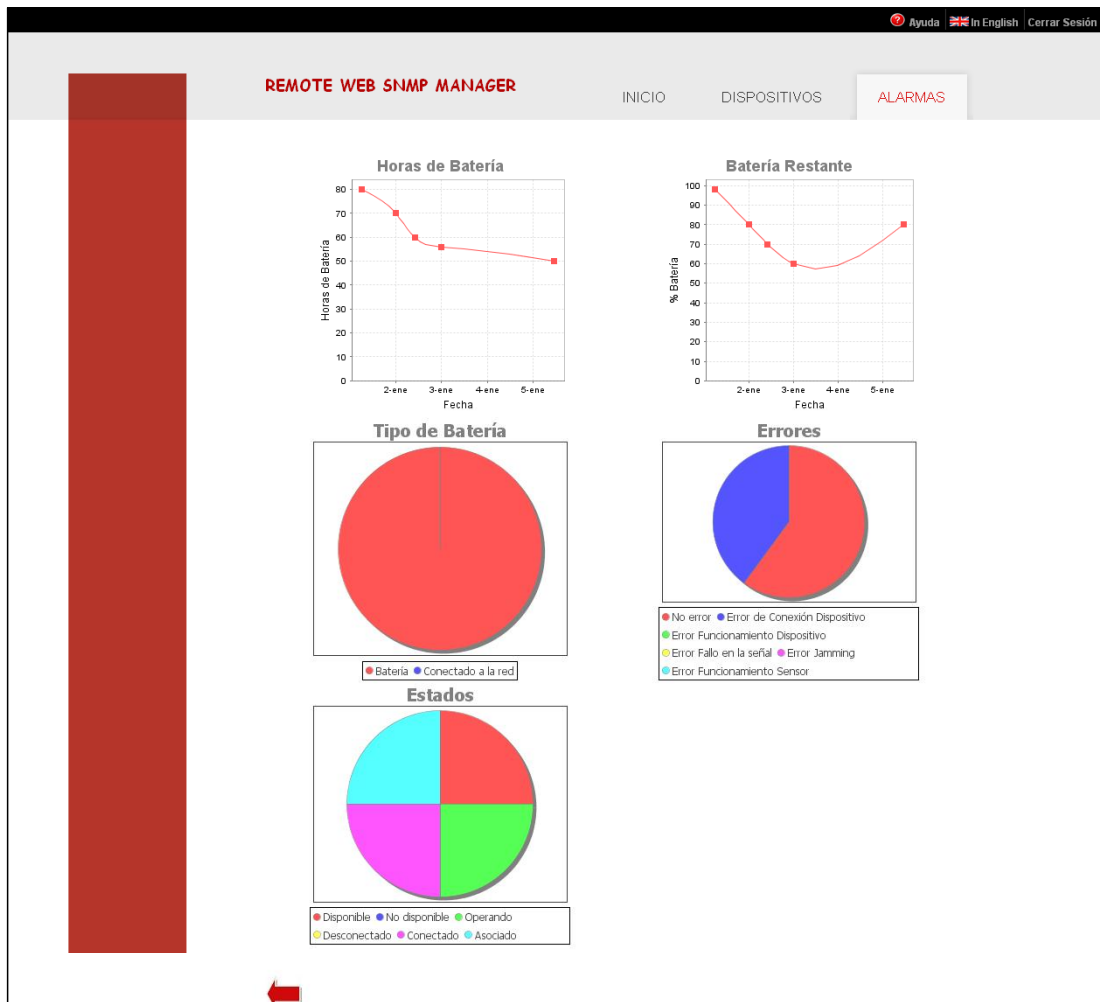 Ayuda In English Cerrar Sesión
REMOTE WEB SNMP MANAGER
INICIO DISPOSITIVOS ALARMAS
Horas de Batería
80
70
60
50
40
30
20
10
0
Horas de Batería
2-ene 3-ene 4-ene 5-ene
Fecha
Batería Restante
100
90
80
70
60
50
40
30
20
10
0
% Batería
2-ene 3-ene 4-ene 5-ene
Fecha
Tipo de Batería
Batería Conectado a la red
Errores
No error Error de Conexión Dispositivo
Error Funcionamiento Dispositivo
Error Fallo en la señal Error Jamming
Error Funcionamiento Sensor
Estados
Disponible No disponible Operando
Desconectado Conectado Asociado